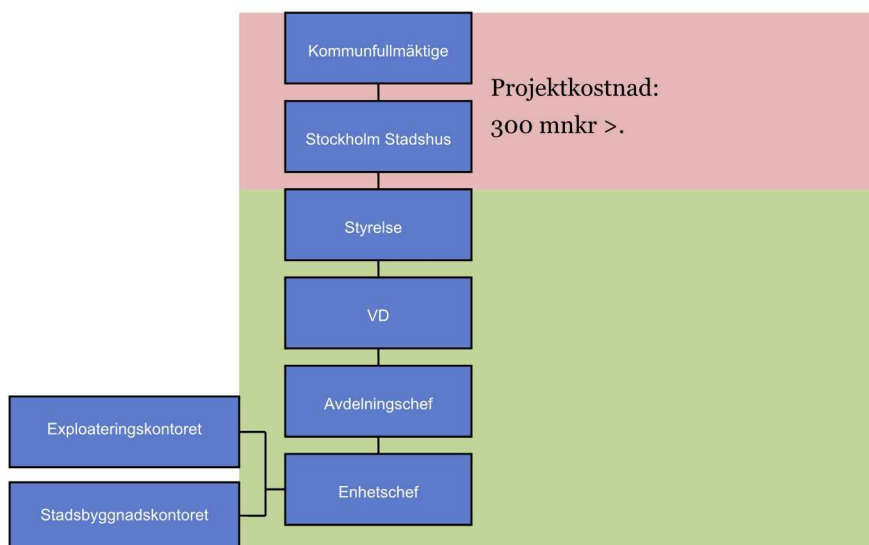 Kommunfullmäktige
Projektkostnad:
300 mnkr >.
Stockholm Stadshus
Styrelse
VD
Avdelningschef
Exploateringskontoret
Enhetschef
Stadsbyggnadskontoret